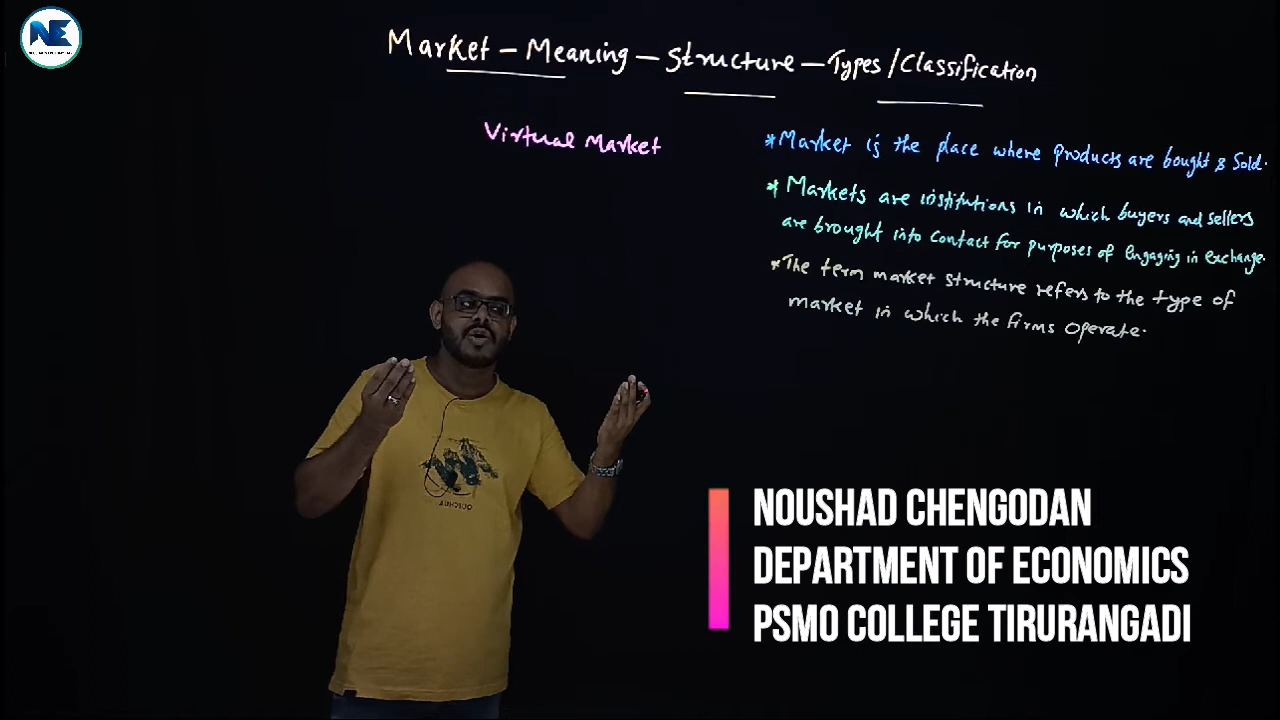 NE
Market – Meaning – Structure – Types / Classification
Virtual Market
* Market is the place where products are bought & sold.
* Markets are institutions in which buyers and sellers
are brought into contact for purposes of engaging in exchange.
* The term market structure refers to the type of
market in which the firms operate.
NOUSHAD CHENGODAN
DEPARTMENT OF ECONOMICS
PSMO COLLEGE TIRURANGADI